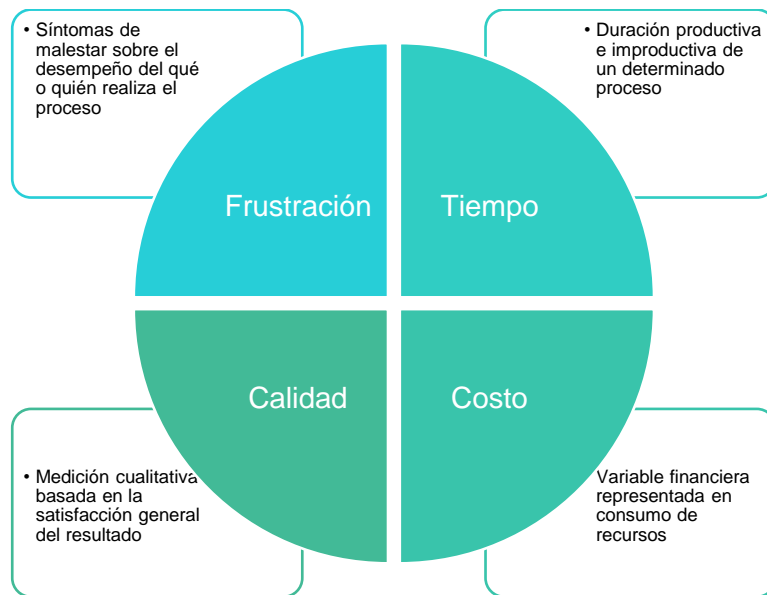 • Síntomas de
malestar sobre el
desempeño del qué
o quién realiza el
proceso
• Duración productiva
e improductiva de
un determinado
proceso
Frustración
Tiempo
Calidad
Costo
• Medición cualitativa
basada en la
satisfacción general
del resultado
Variable financiera
representada en
consumo de
recursos